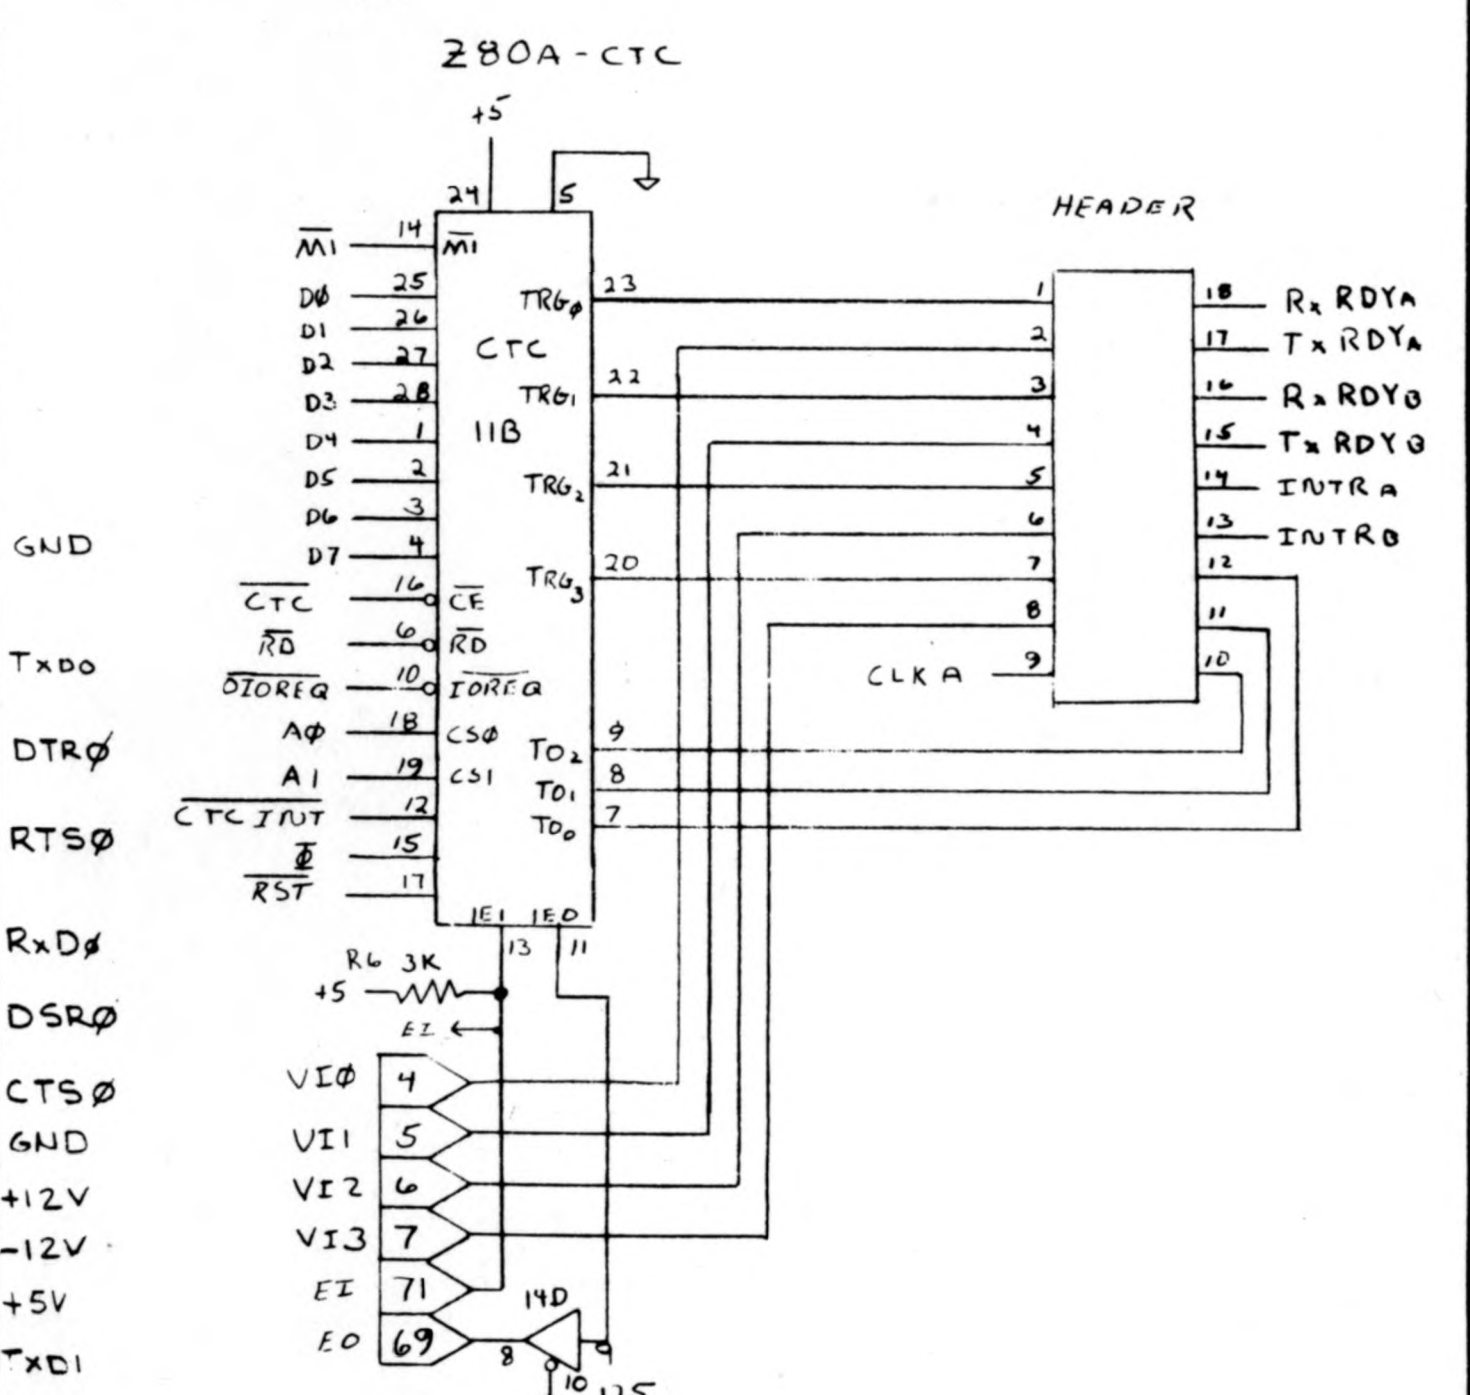 Z80A-CTC
+5
24 5
HEADER
M1 14 M1
D0 25 TRG0 23 1 18 Rx RDYA
D1 26
CTC 2 17 Tx RDYA
D2 27
D3 28 TRG1 22 3 16 Rx RDYB
D4 1 11B 4 15 Tx RDYB
D5 2 TRG2 21 5 14 INTRA
D6 3 6 13 INTRB
GND
D7 4 TRG3 20 7 12
CTC 16 CE 8 11
RD 6 RD
TxD0
CLKA 9 10
DIOREQ 10 IOREQ
A0 18 CS0 TO2 9
DTR0
A1 19 CS1 TO1 8
CTC INT 12 TO0 7
RTS0
Φ 15
RST 17
IEI IEO
13 11
RxD0
R6 3K
+5
DSR0
EI
VI0 4
CTS0
VI1 5
GND
VI2 6
+12V
VI3 7
-12V
EI 71
14D
+5V
EO 69 8
TxD1
10